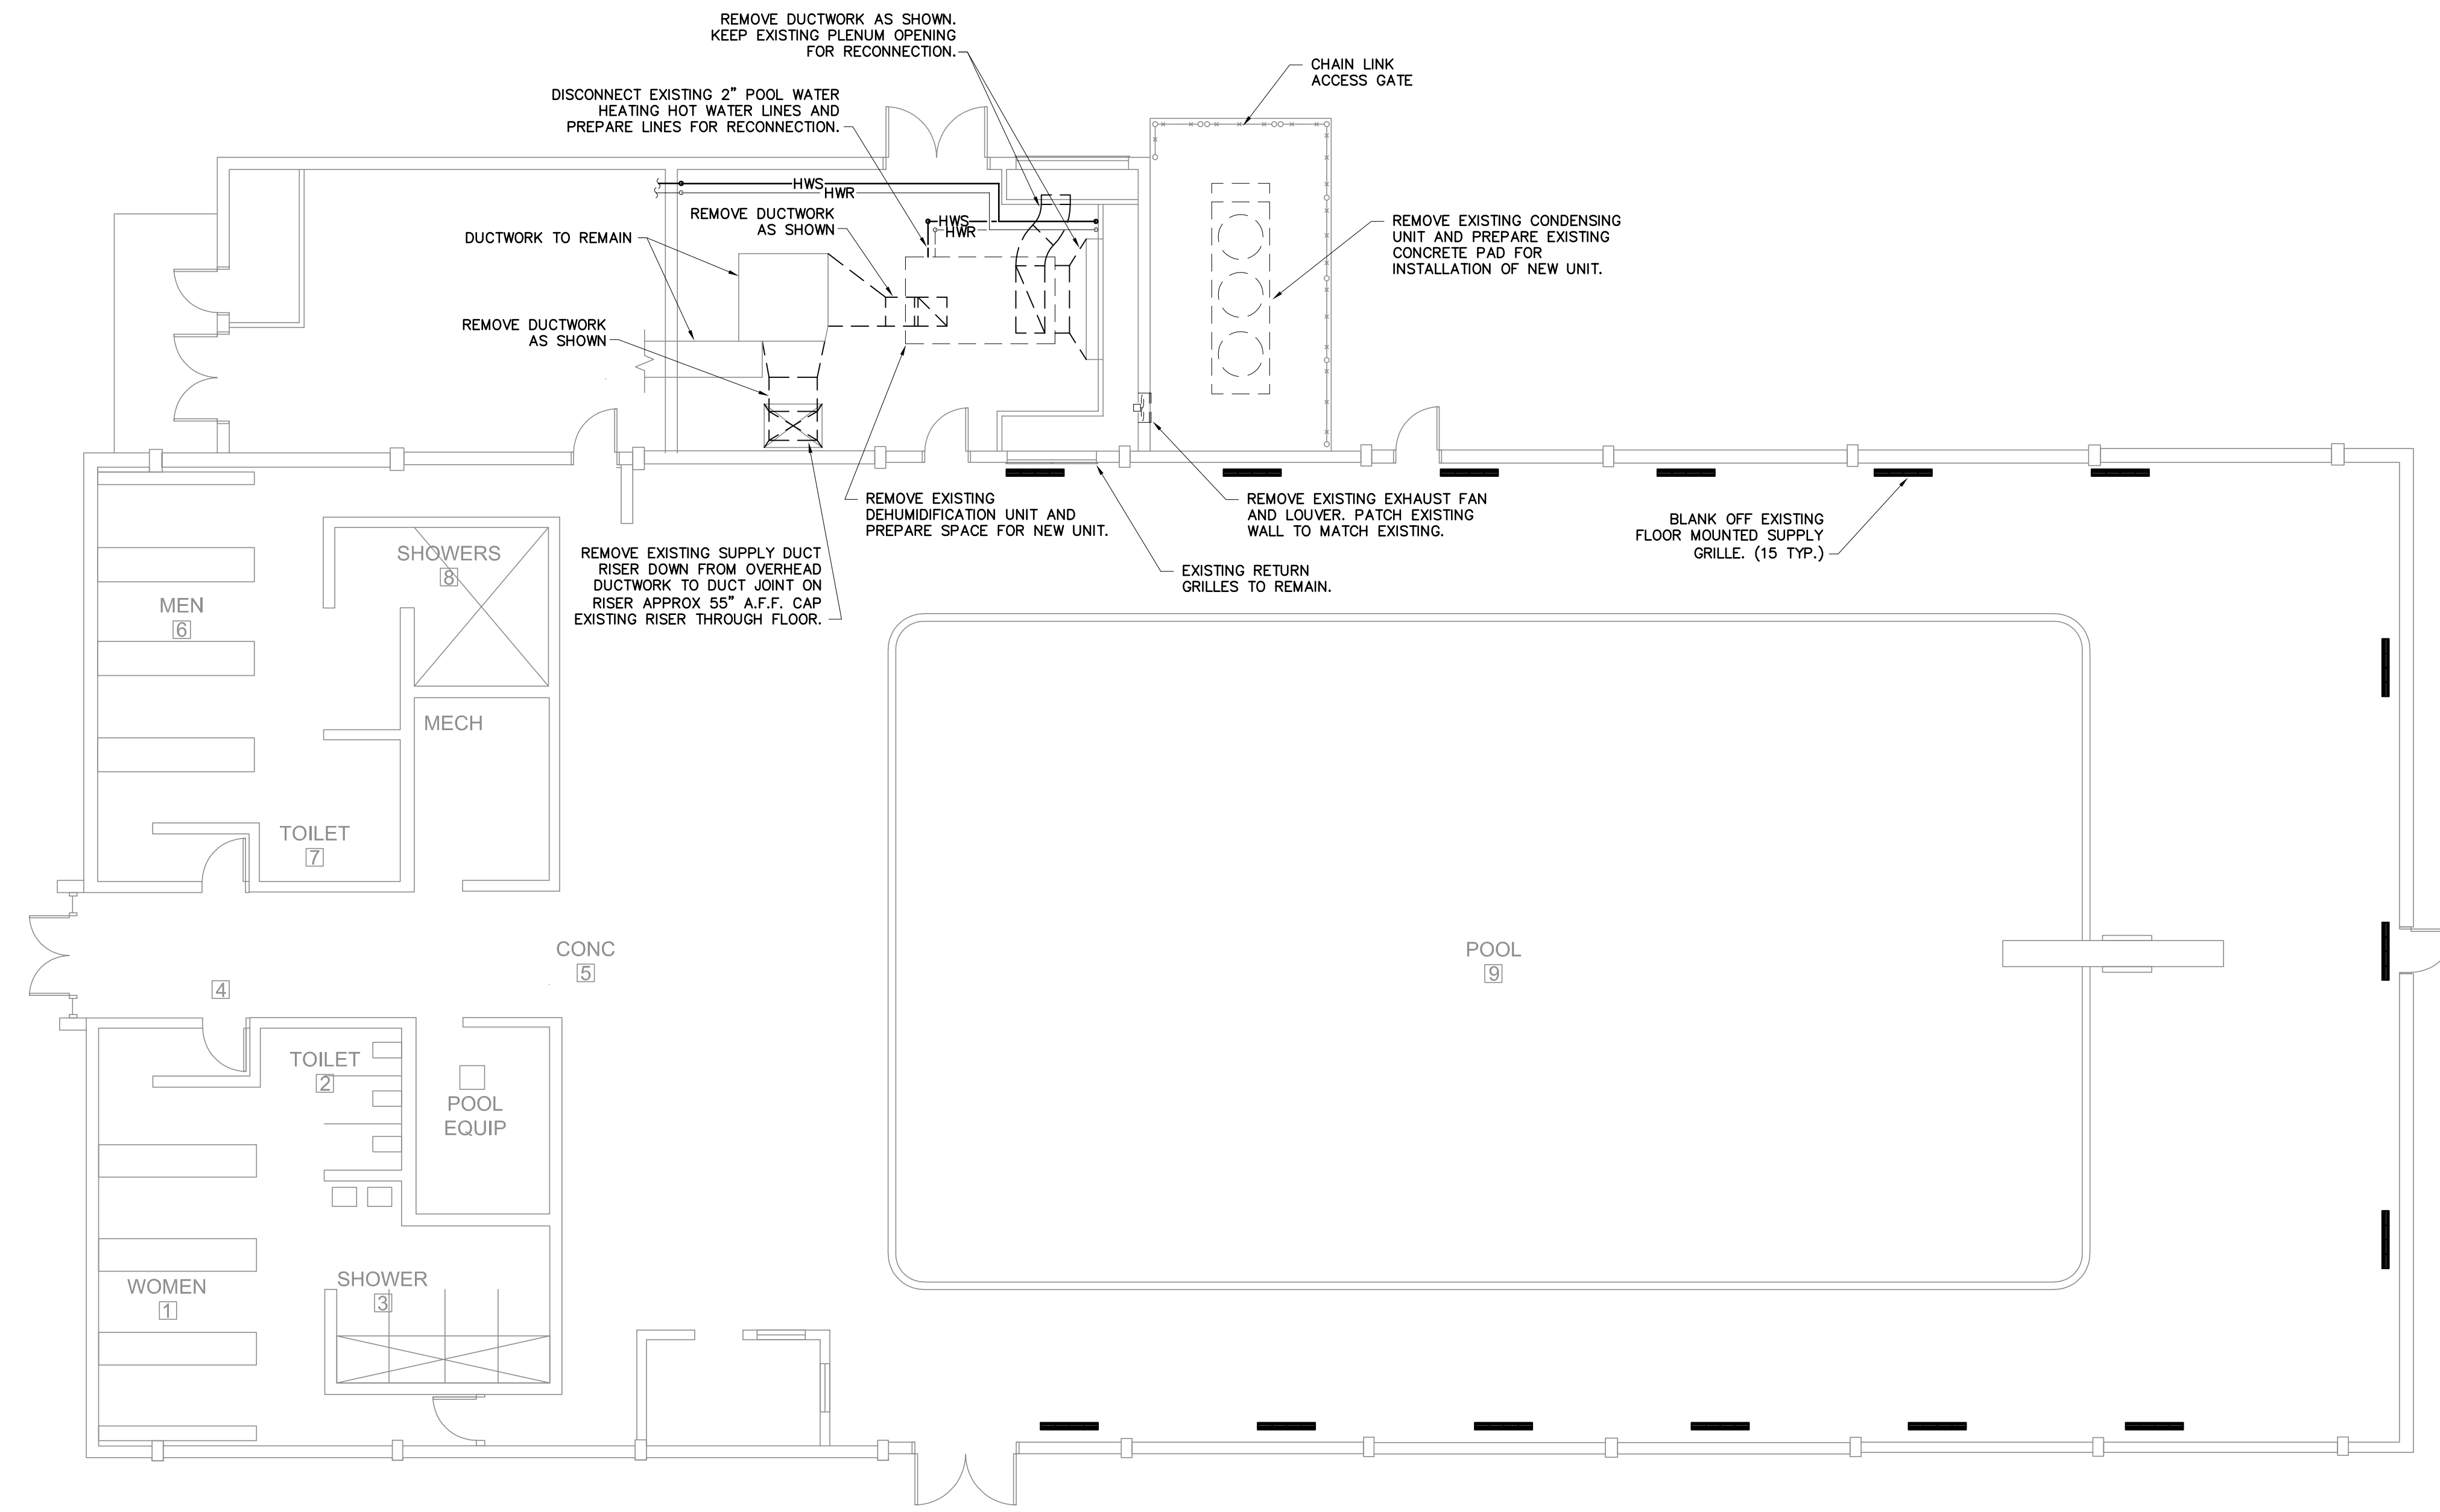 REMOVE DUCTWORK AS SHOWN.
KEEP EXISTING PLENUM OPENING
FOR RECONNECTION.
CHAIN LINK
ACCESS GATE
DISCONNECT EXISTING 2" POOL WATER
HEATING HOT WATER LINES AND
PREPARE LINES FOR RECONNECTION.
HWS
HWR
REMOVE DUCTWORK
AS SHOWN
HWS
HWR
DUCTWORK TO REMAIN
REMOVE EXISTING CONDENSING
UNIT AND PREPARE EXISTING
CONCRETE PAD FOR
INSTALLATION OF NEW UNIT.
REMOVE DUCTWORK
AS SHOWN
REMOVE EXISTING
DEHUMIDIFICATION UNIT AND
PREPARE SPACE FOR NEW UNIT.
REMOVE EXISTING EXHAUST FAN
AND LOUVER. PATCH EXISTING
WALL TO MATCH EXISTING.
BLANK OFF EXISTING
FLOOR MOUNTED SUPPLY
GRILLE. (15 TYP.)
REMOVE EXISTING SUPPLY DUCT
RISER DOWN FROM OVERHEAD
DUCTWORK TO DUCT JOINT ON
RISER APPROX 55" A.F.F. CAP
EXISTING RISER THROUGH FLOOR.
EXISTING RETURN
GRILLES TO REMAIN.
SHOWERS
8
MEN
6
MECH
TOILET
7
CONC
5
POOL
9
4
TOILET
2
POOL
EQUIP
WOMEN
1
SHOWER
3